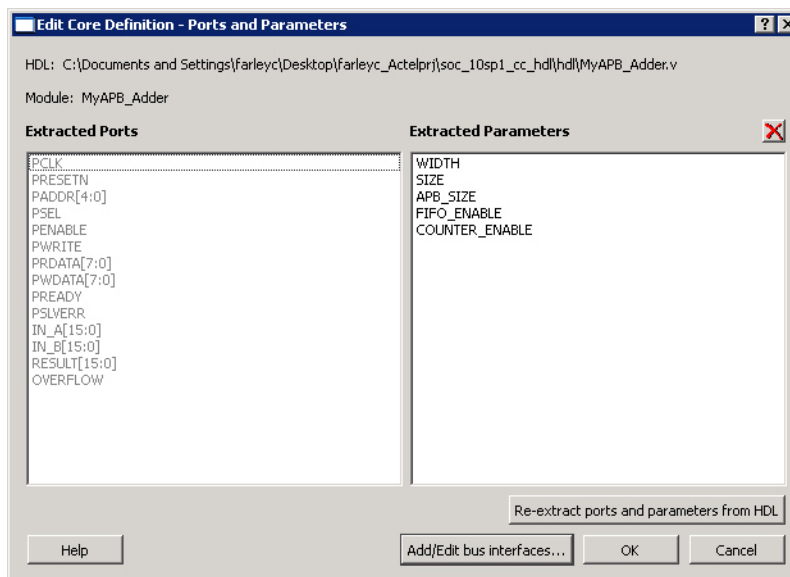 Edit Core Definition - Ports and Parameters
HDL: C:\Documents and Settings\farleyc\Desktop\farleyc_Actelprj\soc_10sp1_cc_hdl\hdl\MyAPB_Adder.v
Module: MyAPB_Adder
Extracted Ports
PCLK
PRESETN
PADDR[4:0]
PSEL
PENABLE
PWRITE
PRDATA[7:0]
PWDATA[7:0]
PREADY
PSLVERR
IN_A[15:0]
IN_B[15:0]
RESULT[15:0]
OVERFLOW
Extracted Parameters
WIDTH
SIZE
APB_SIZE
FIFO_ENABLE
COUNTER_ENABLE
Re-extract ports and parameters from HDL
Help
Add/Edit bus interfaces...
OK
Cancel